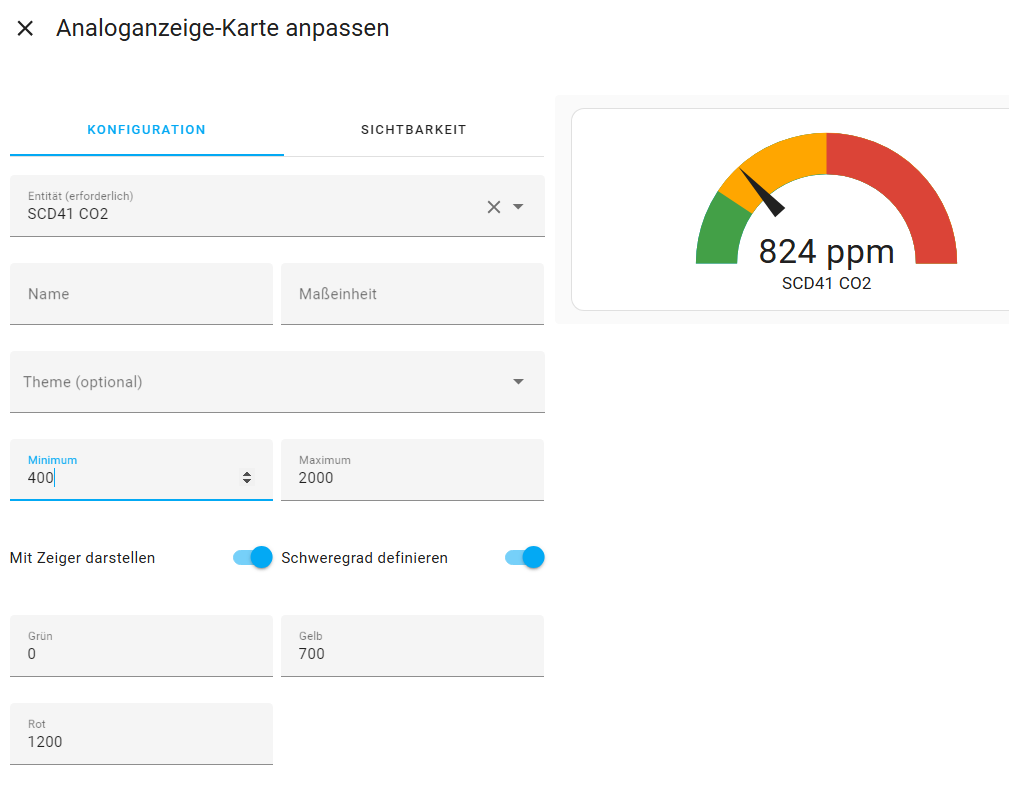 Analoganzeige-Karte anpassen
KONFIGURATION
SICHTBARKEIT
Entität (erforderlich)
SCD41 CO2
Name
Maßeinheit
Theme (optional)
Minimum
400
Maximum
2000
Mit Zeiger darstellen
Schweregrad definieren
Grün
0
Gelb
700
Rot
1200
824 ppm
SCD41 CO2